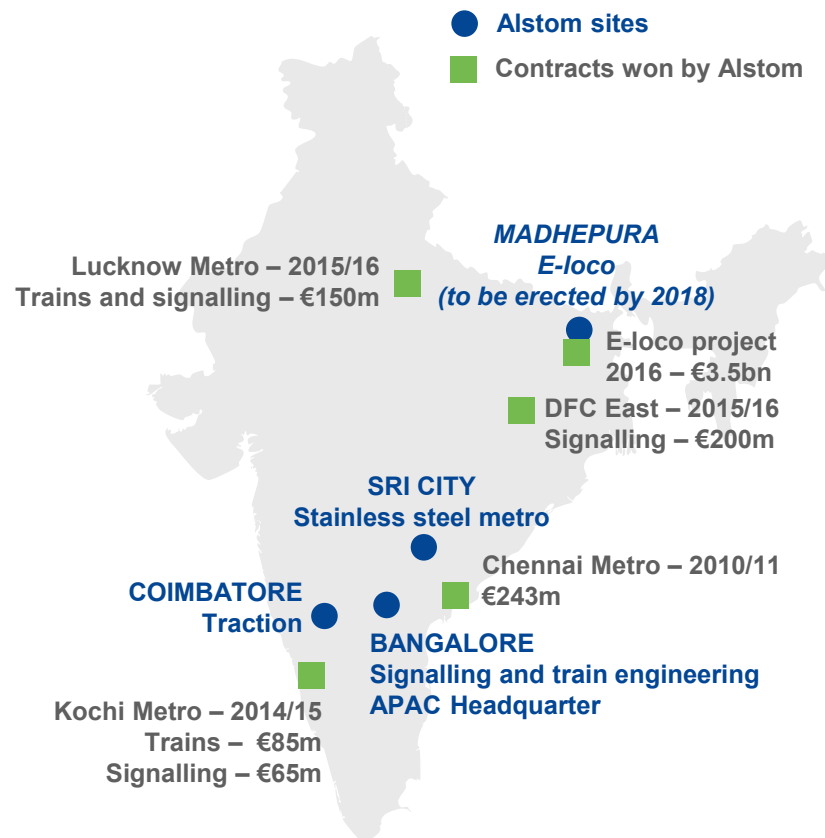 Alstom sites
Contracts won by Alstom
MADHEPURA
E-loco
(to be erected by 2018)
Lucknow Metro – 2015/16
Trains and signalling – €150m
E-loco project
2016 – €3.5bn
DFC East – 2015/16
Signalling – €200m
SRI CITY
Stainless steel metro
Chennai Metro – 2010/11
€243m
COIMBATORE
Traction
BANGALORE
Signalling and train engineering
APAC Headquarter
Kochi Metro – 2014/15
Trains – €85m
Signalling – €65m